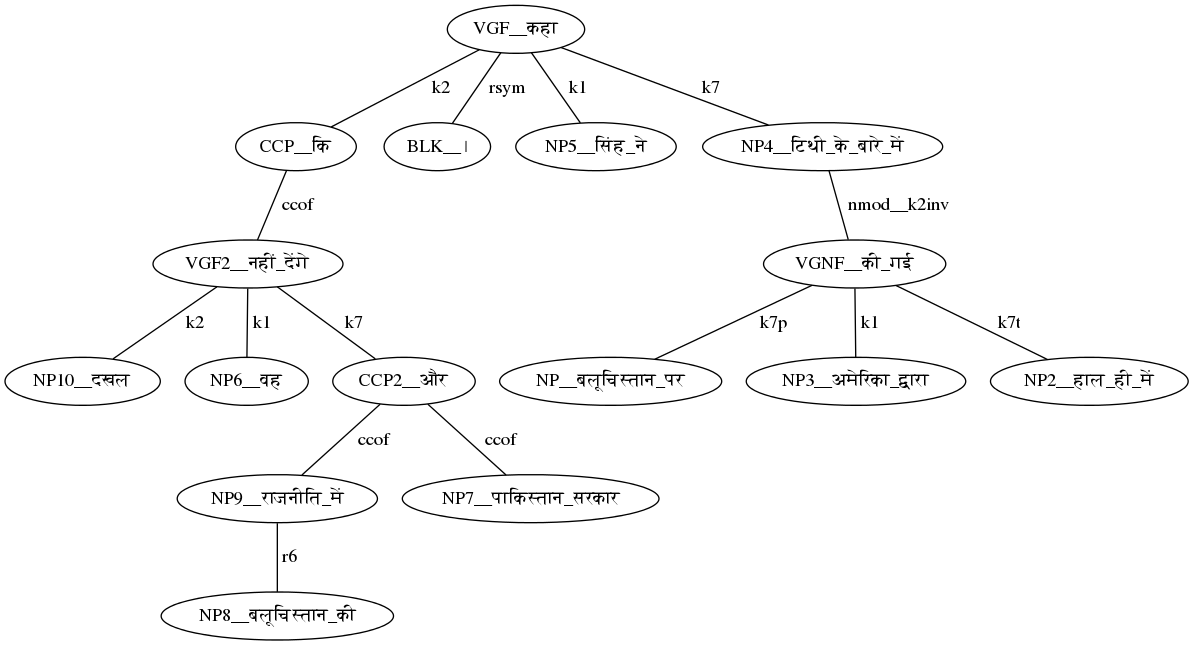 VGF__कहा
k2 rsym k1 k7
CCP__कि BLK__। NP5__सिंह_ने NP4__टिप्पणी_के_बारे_में
ccof nmod__k2inv
VGF2__नहीं_देंगे VGNF__की_गई
k2 k1 k7 k7p k1 k7t
NP10__दखल NP6__वह CCP2__और NP__बलूचिस्तान_पर NP3__अमेरिका_द्वारा NP2__हाल_ही_में
ccof ccof
NP9__राजनीति_में NP7__पाकिस्तान_सरकार
r6
NP8__बलूचिस्तान_की